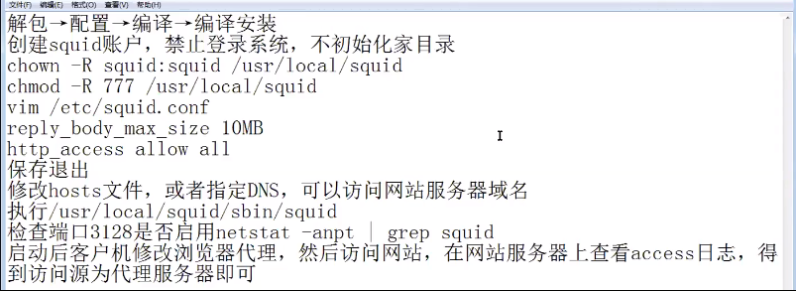 文件(F) 编辑(E) 格式(O) 查看(V) 帮助(H)
解包→配置→编译→编译安装
创建squid账户，禁止登录系统，不初始化家目录
chown -R squid:squid /usr/local/squid
chmod -R 777 /usr/local/squid
vim /etc/squid.conf
reply_body_max_size 10MB
http_access allow all
保存退出
修改hosts文件，或者指定DNS，可以访问网站服务器域名
执行/usr/local/squid/sbin/squid
检查端口3128是否启用netstat -anpt | grep squid
启动后客户机修改浏览器代理，然后访问网站，在网站服务器上查看access日志，得
到访问源为代理服务器即可